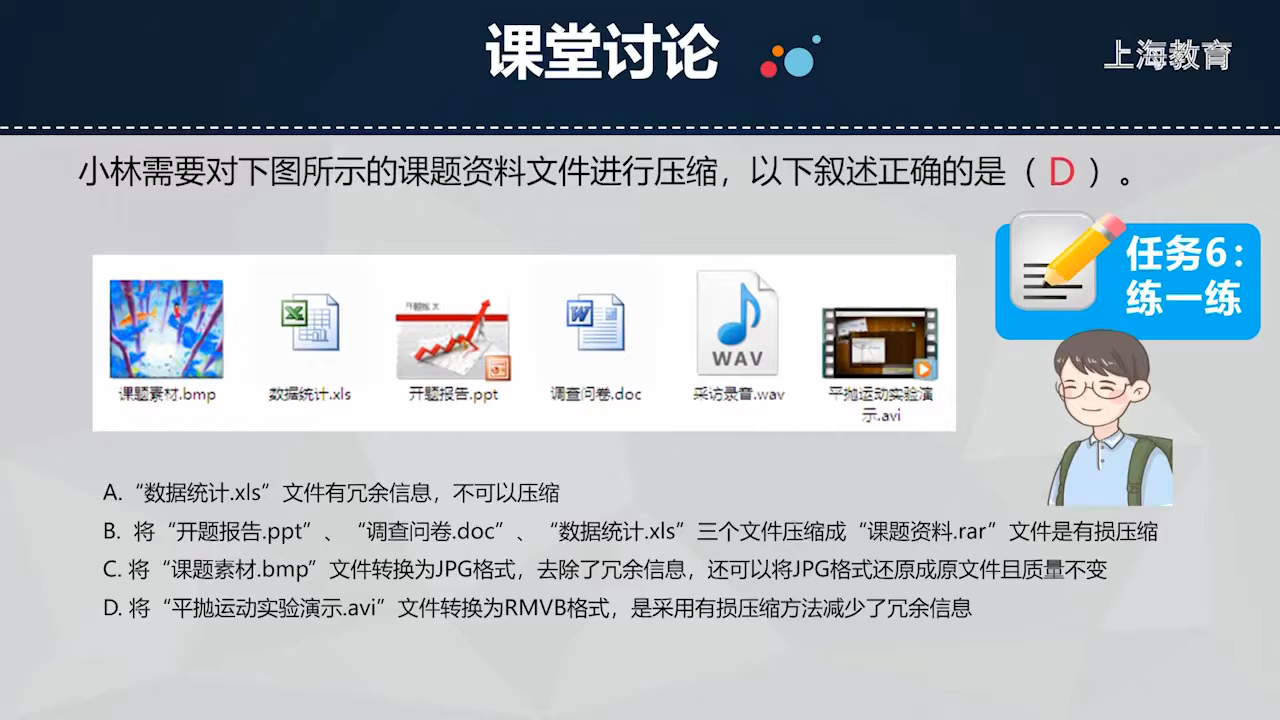 课堂讨论
上海教育
小林需要对下图所示的课题资料文件进行压缩，以下叙述正确的是（ D ）。
任务6：
练一练
WAV
课题素材.bmp
数据统计.xls
开题报告.ppt
调查问卷.doc
采访录音.wav
平抛运动实验演
示.avi
A.“数据统计.xls”文件有冗余信息，不可以压缩
B. 将“开题报告.ppt”、“调查问卷.doc”、“数据统计.xls”三个文件压缩成“课题资料.rar”文件是有损压缩
C. 将“课题素材.bmp”文件转换为JPG格式，去除了冗余信息，还可以将JPG格式还原成原文件且质量不变
D. 将“平抛运动实验演示.avi”文件转换为RMVB格式，是采用有损压缩方法减少了冗余信息